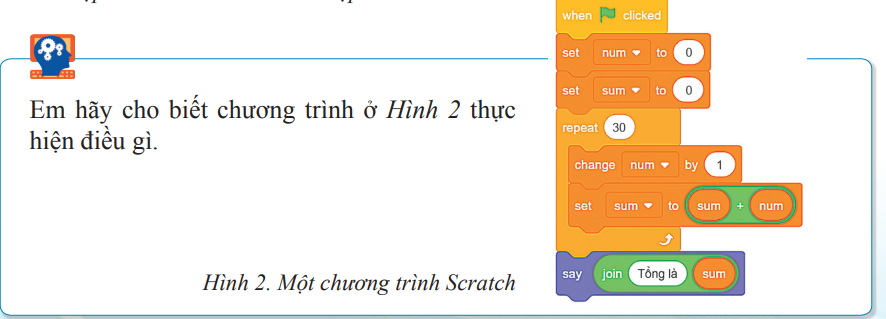 Em hãy cho biết chương trình ở Hình 2 thực
hiện điều gì.
Hình 2. Một chương trình Scratch
when clicked
set num to 0
set sum to 0
repeat 30
change num by 1
set sum to sum + num
say join Tổng là sum